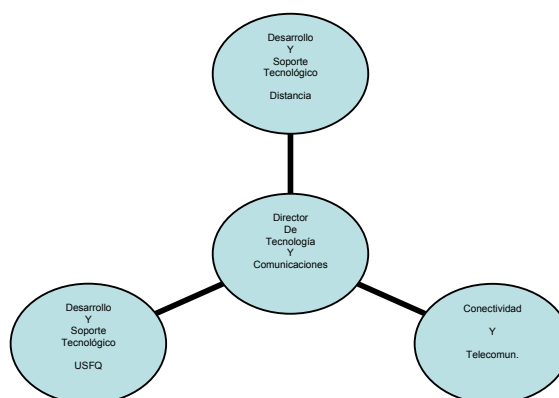 Desarrollo
Y
Soporte
Tecnológico
Distancia
Director
De
Tecnología
Y
Comunicaciones
Desarrollo
Y
Soporte
Tecnológico
USFQ
Conectividad
Y
Telecomun.